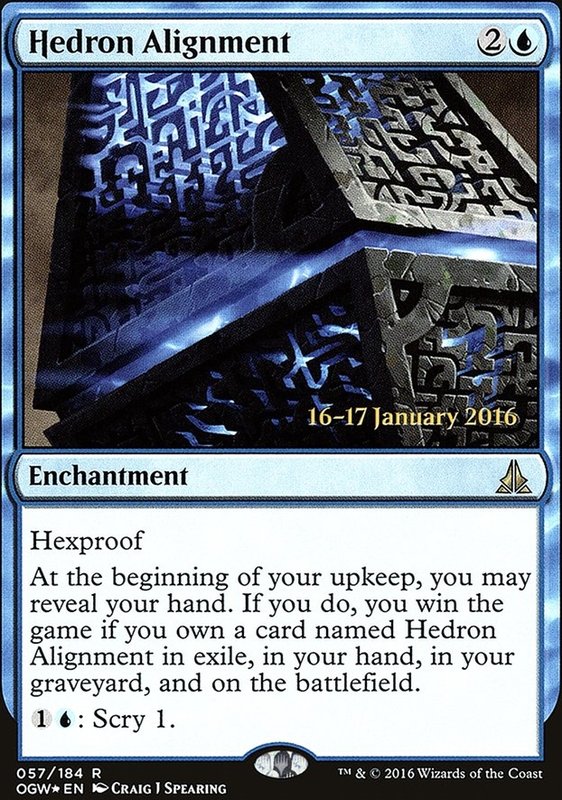 Hedron Alignment 2
16–17 January 2016
Enchantment
Hexproof
At the beginning of your upkeep, you may
reveal your hand. If you do, you win the
game if you own a card named Hedron
Alignment in exile, in your hand, in your
graveyard, and on the battlefield.
1 : Scry 1.
057/184 R
OGW★EN Craig J Spearing
™ & © 2016 Wizards of the Coast